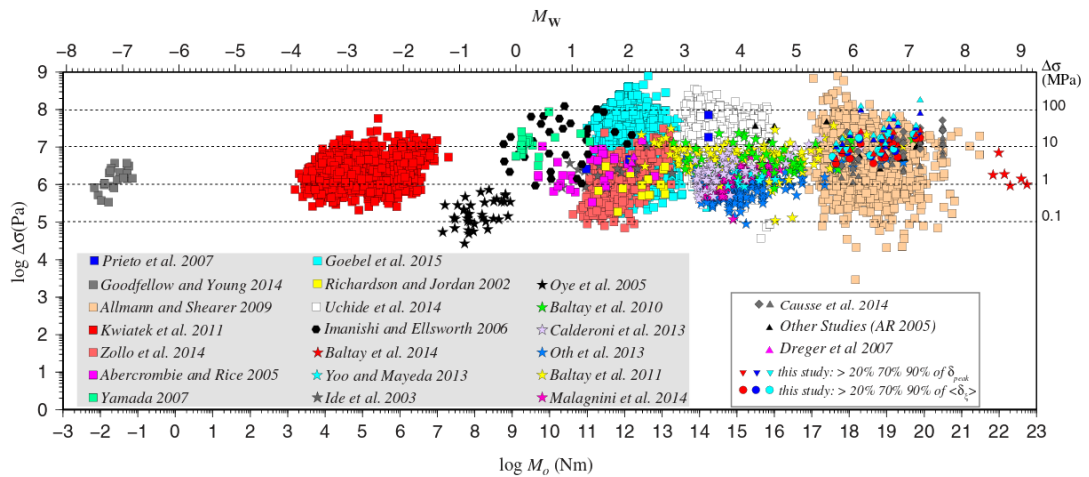 M_W
−8 −7 −6 −5 −4 −3 −2 −1 0 1 2 3 4 5 6 7 8 9
Δσ
(MPa)
9
8
7
6
5
4
3
2
1
0
100
10
1
0.1
log Δσ(Pa)
Prieto et al. 2007
Goodfellow and Young 2014
Allmann and Shearer 2009
Kwiatek et al. 2011
Zollo et al. 2014
Abercrombie and Rice 2005
Yamada 2007
Goebel et al. 2015
Richardson and Jordan 2002
Uchide et al. 2014
Imanishi and Ellsworth 2006
Baltay et al. 2014
Yoo and Mayeda 2013
Ide et al. 2003
Oye et al. 2005
Baltay et al. 2010
Calderoni et al. 2013
Oth et al. 2013
Baltay et al. 2011
Malagnini et al. 2014
Causse et al. 2014
Other Studies (AR 2005)
Dreger et al 2007
this study: > 20% 70% 90% of δ_peak
this study: > 20% 70% 90% of <δ_ξ>
−3 −2 −1 0 1 2 3 4 5 6 7 8 9 10 11 12 13 14 15 16 17 18 19 20 21 22 23
log M_o (Nm)